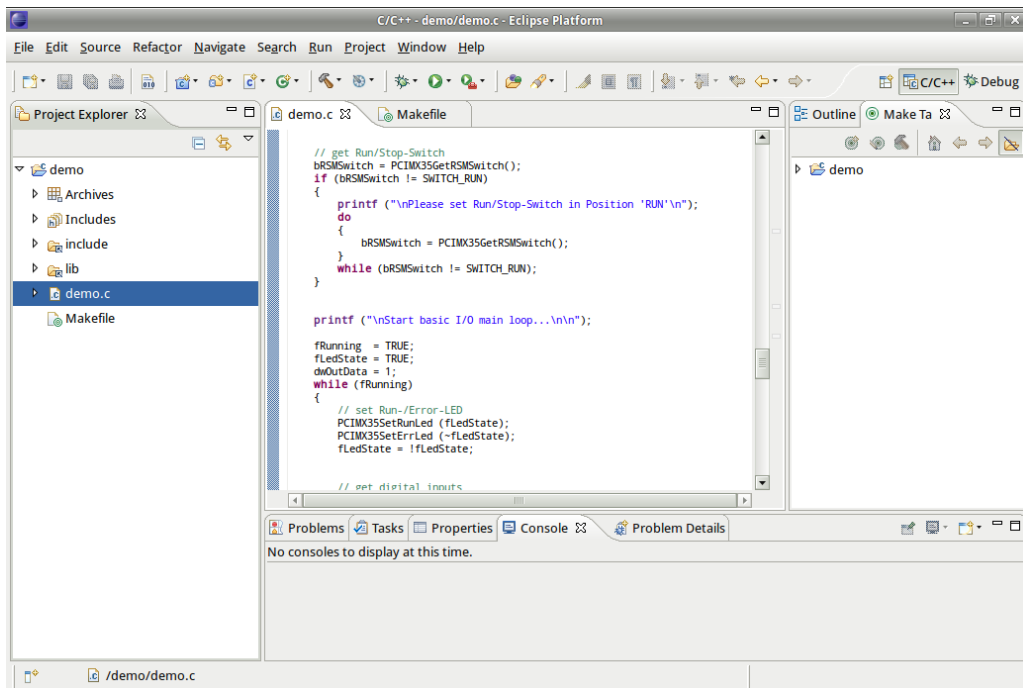 C/C++ - demo/demo.c - Eclipse Platform
File Edit Source Refactor Navigate Search Run Project Window Help
C/C++ Debug
Project Explorer
demo
Archives
Includes
include
lib
demo.c
Makefile
demo.c Makefile
// get Run/Stop-Switch
bRSMSwitch = PCIMX35GetRSMSwitch();
if (bRSMSwitch != SWITCH_RUN)
{
printf ("\nPlease set Run/Stop-Switch in Position 'RUN'\n");
do
{
bRSMSwitch = PCIMX35GetRSMSwitch();
}
while (bRSMSwitch != SWITCH_RUN);
}
printf ("\nStart basic I/O main loop...\n\n");
fRunning = TRUE;
fLedState = TRUE;
dwOutData = 1;
while (fRunning)
{
// set Run-/Error-LED
PCIMX35SetRunLed (fLedState);
PCIMX35SetErrLed (~fLedState);
fLedState = !fLedState;
// get digital inputs
Outline Make Ta
demo
Problems Tasks Properties Console Problem Details
No consoles to display at this time.
/demo/demo.c